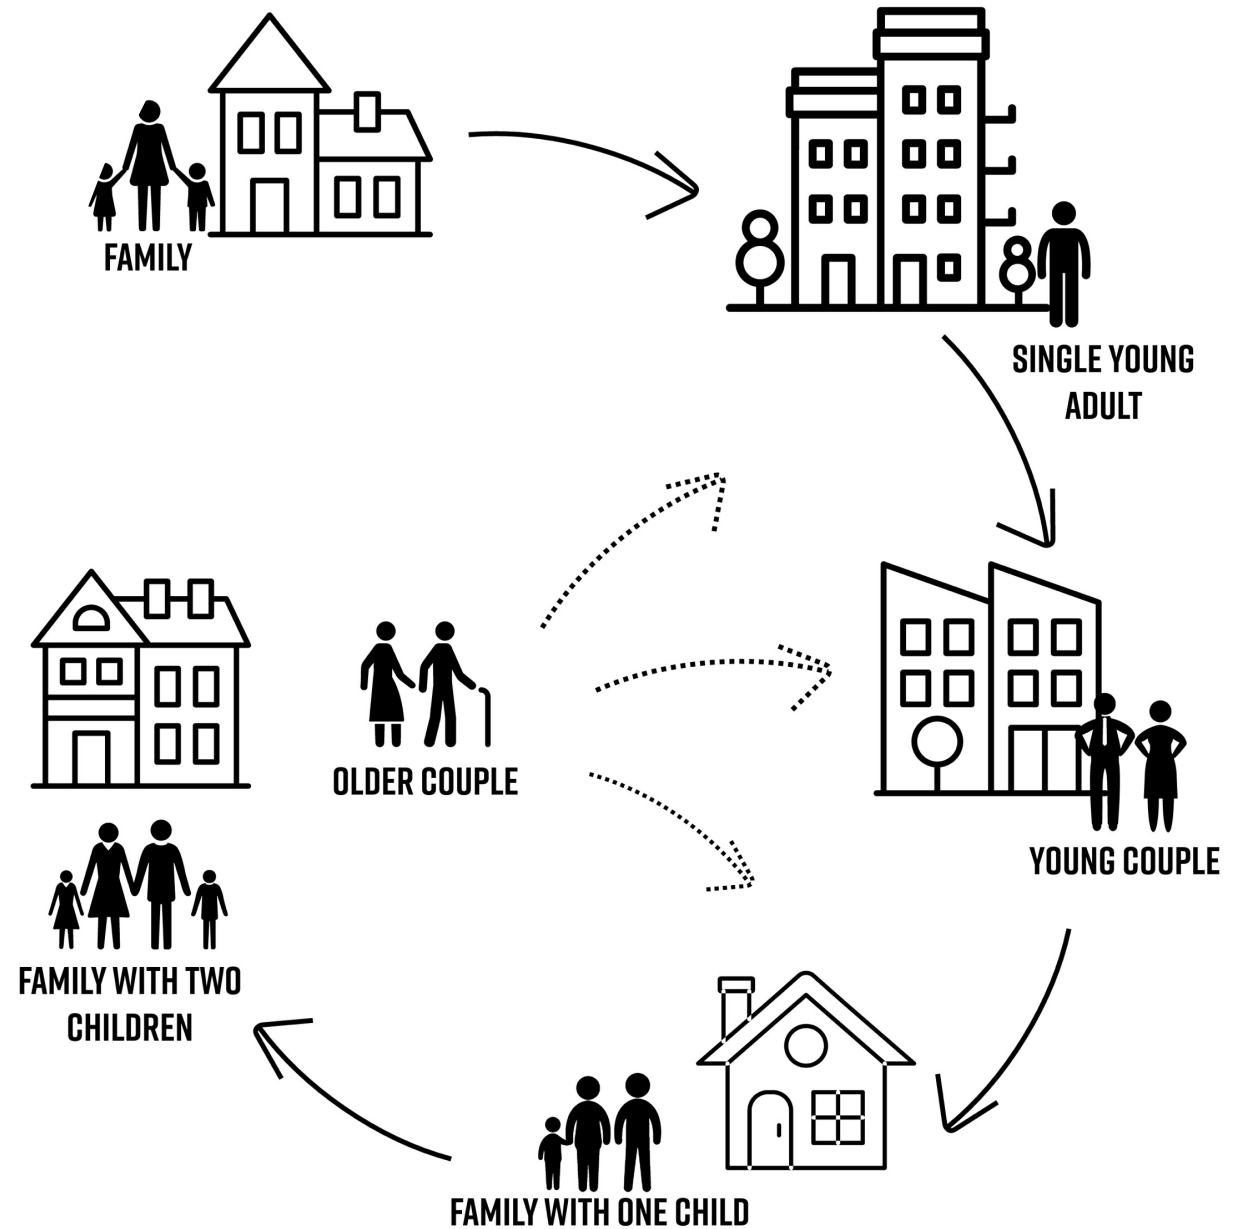 FAMILY
SINGLE YOUNG
ADULT
OLDER COUPLE
YOUNG COUPLE
FAMILY WITH TWO
CHILDREN
FAMILY WITH ONE CHILD